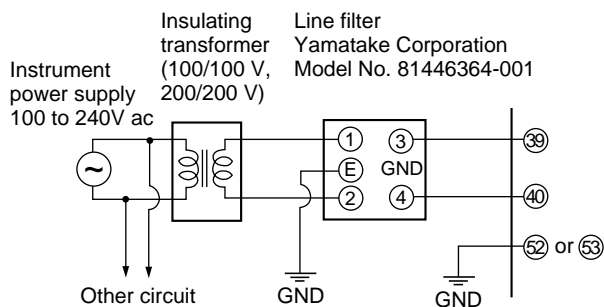 Instrument
power supply
100 to 240V ac
Insulating
transformer
(100/100 V,
200/200 V)
Line filter
Yamatake Corporation
Model No. 81446364-001
~
1
3
39
E
GND
2
4
40
52 or 53
Other circuit
GND
GND